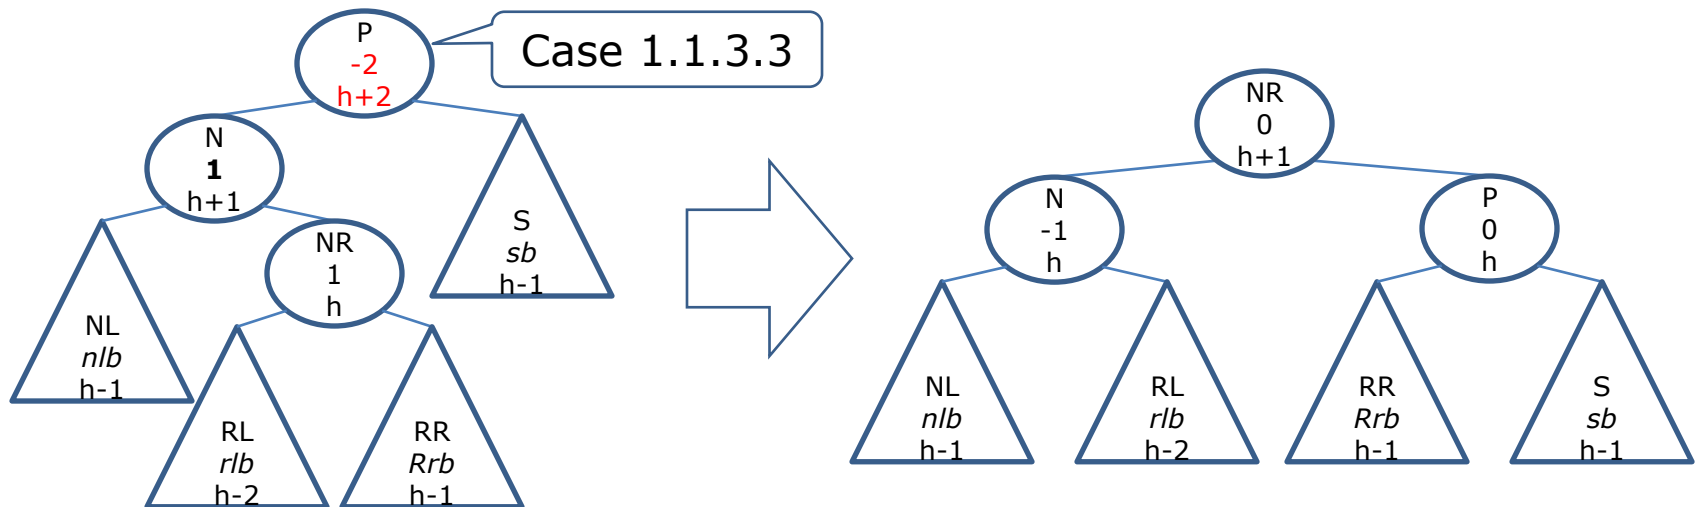 P
-2
h+2
Case 1.1.3.3
N
1
h+1
NR
1
h
S
sb
h-1
NL
nlb
h-1
RL
rlb
h-2
RR
Rrb
h-1
NR
0
h+1
N
-1
h
P
0
h
NL
nlb
h-1
RL
rlb
h-2
RR
Rrb
h-1
S
sb
h-1